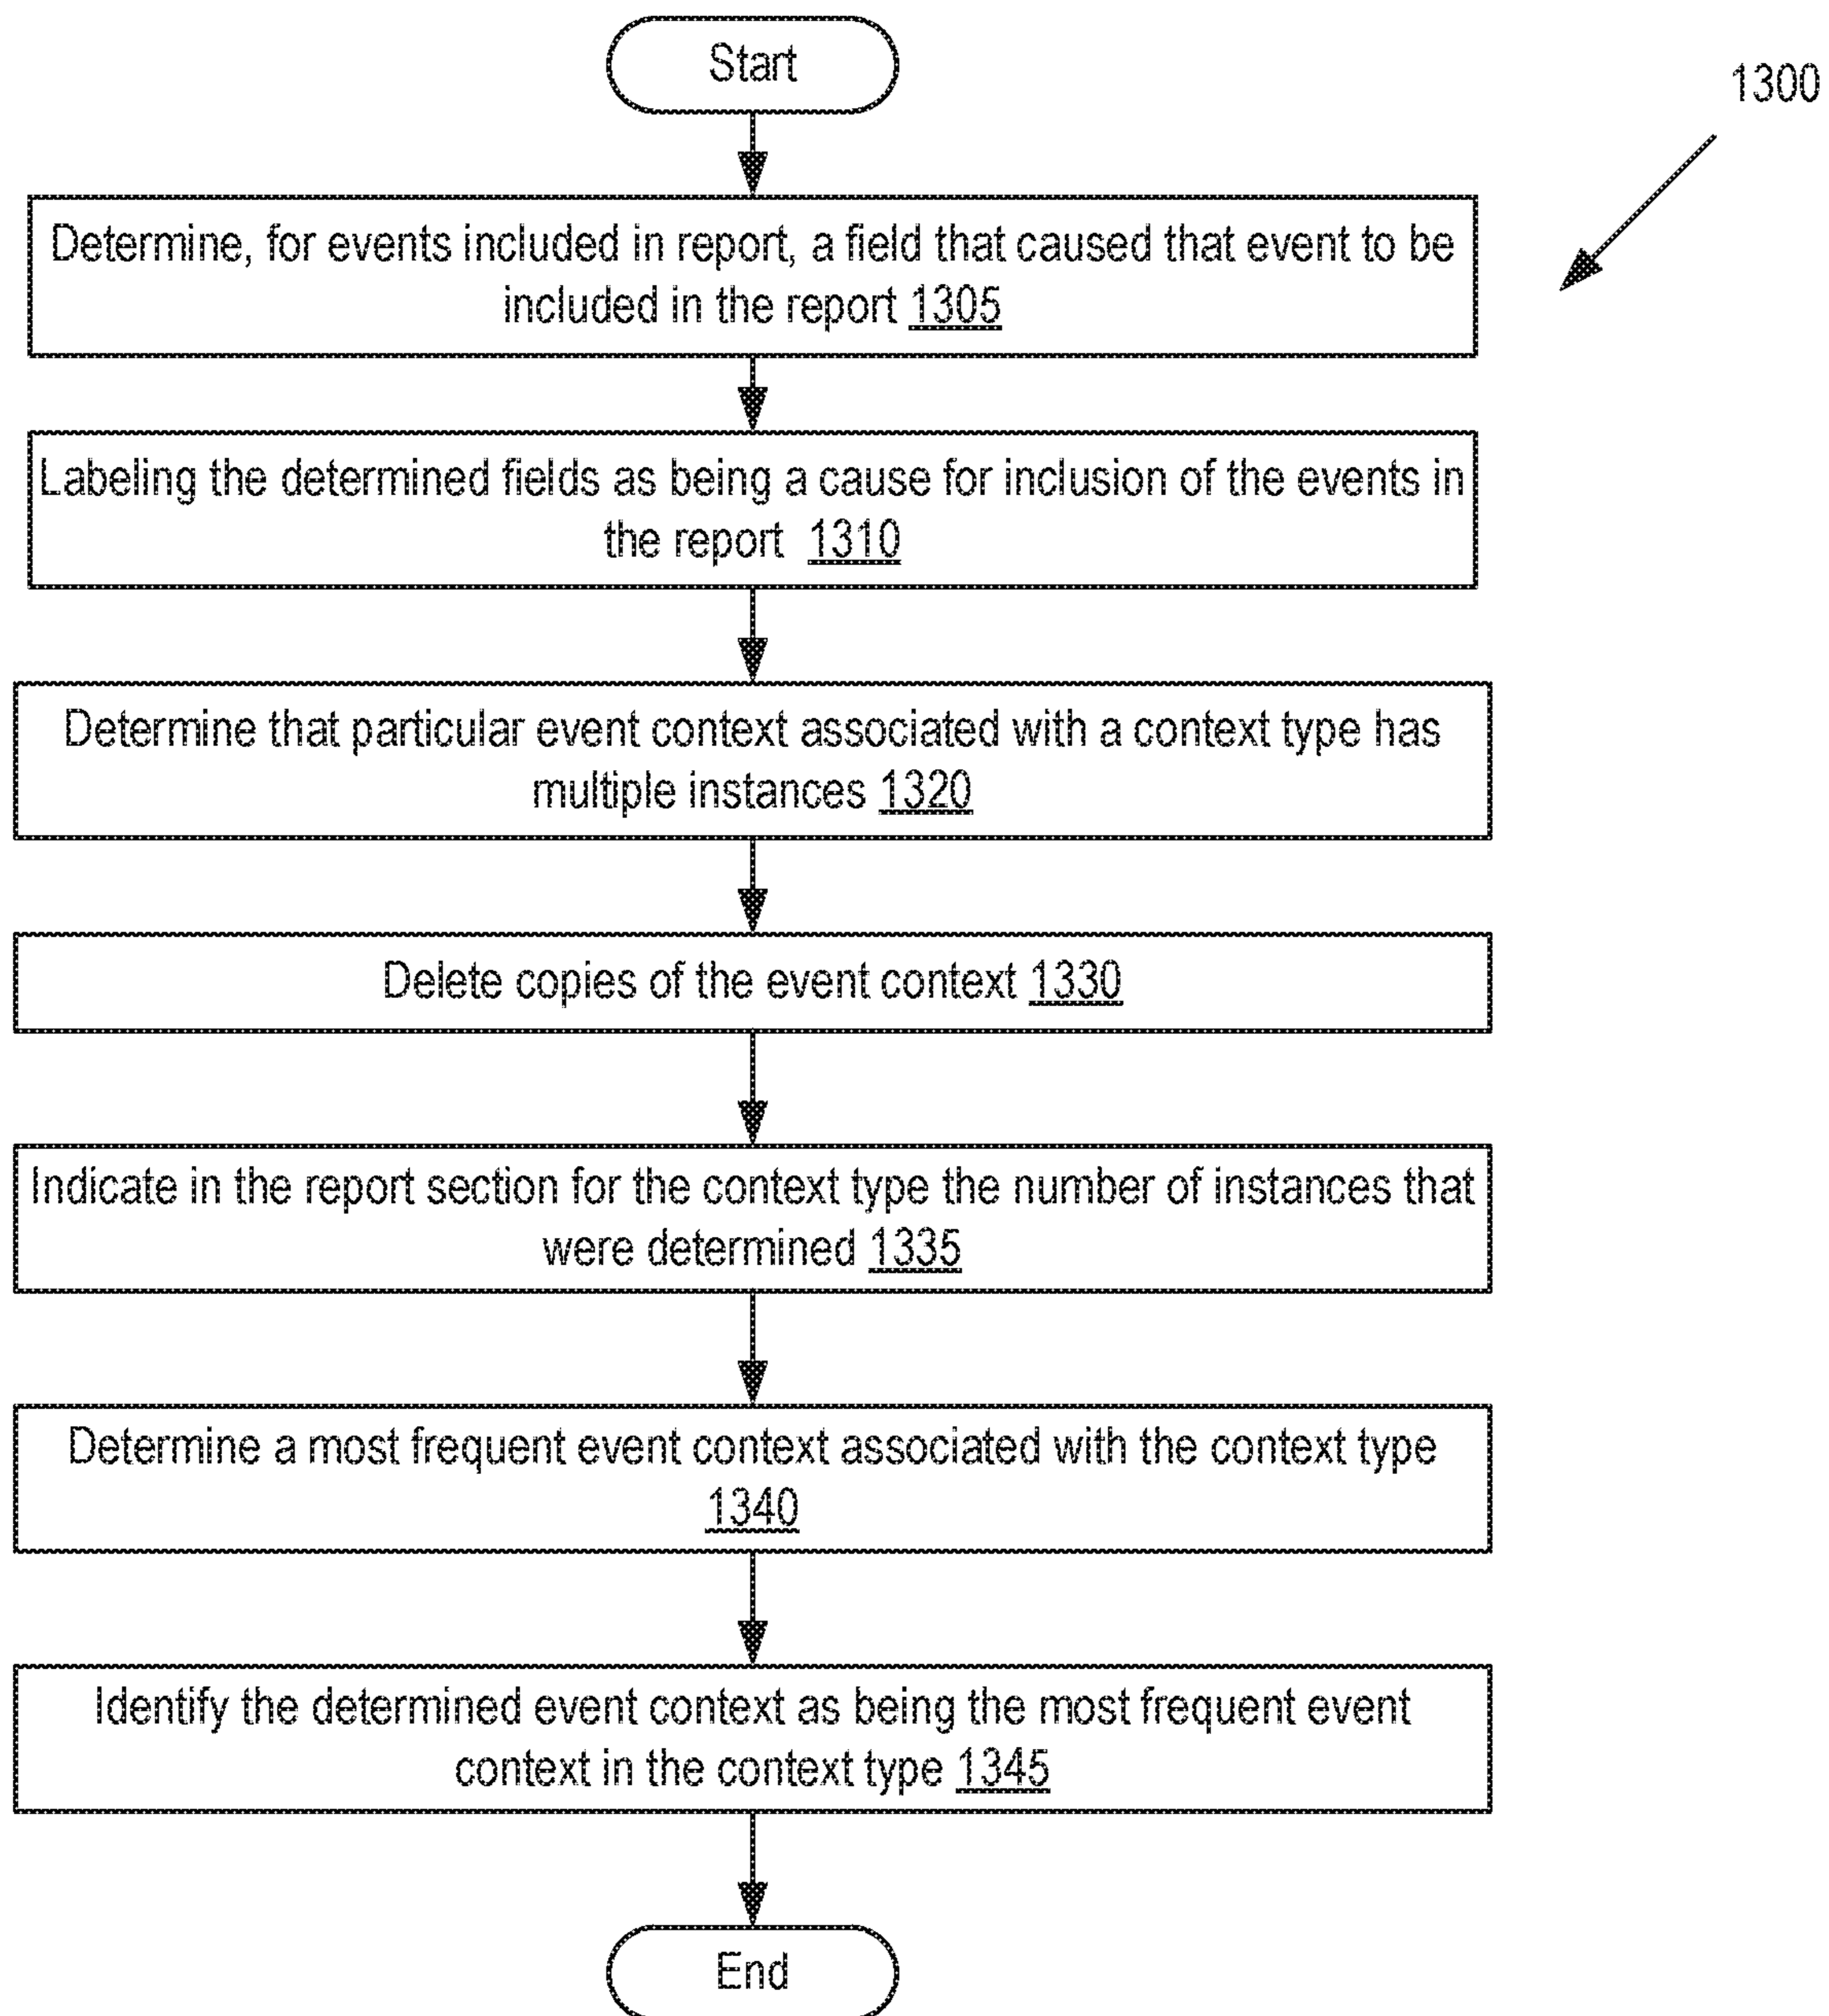 Start
1300
Determine, for events included in report, a field that caused that event to be
included in the report 1305
Labeling the determined fields as being a cause for inclusion of the events in
the report 1310
Determine that particular event context associated with a context type has
multiple instances 1320
Delete copies of the event context 1330
Indicate in the report section for the context type the number of instances that
were determined 1335
Determine a most frequent event context associated with the context type
1340
Identify the determined event context as being the most frequent event
context in the context type 1345
End